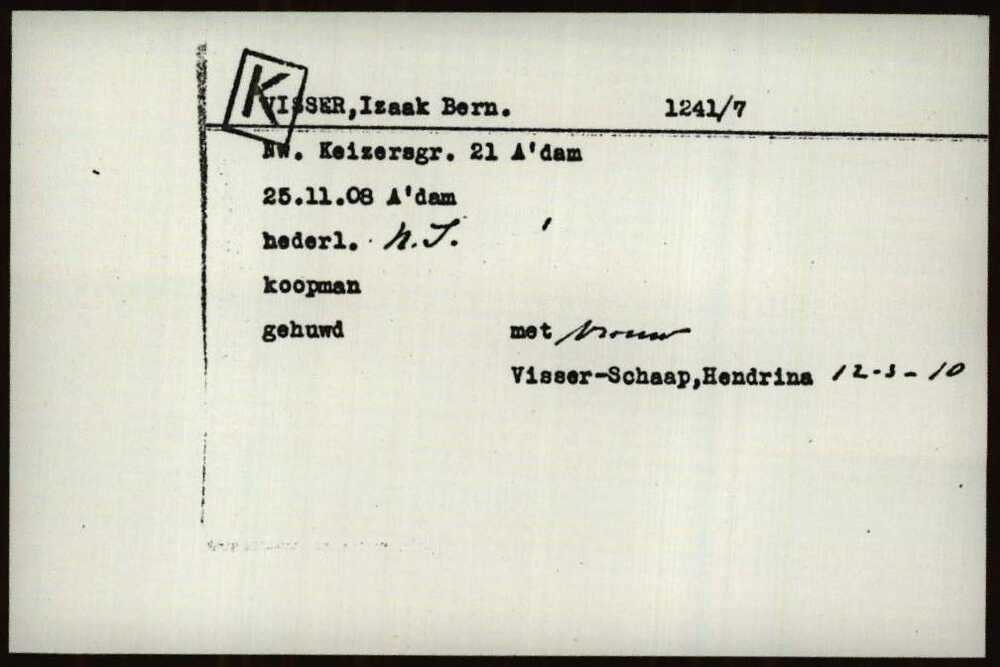 K
VISSER,Izaak Bern. 1241/7
Nw. Keizersgr. 21 A'dam
25.11.08 A'dam
nederl. N.I.
koopman
gehuwd met vrouw
Visser-Schaap,Hendrina 12-3-10